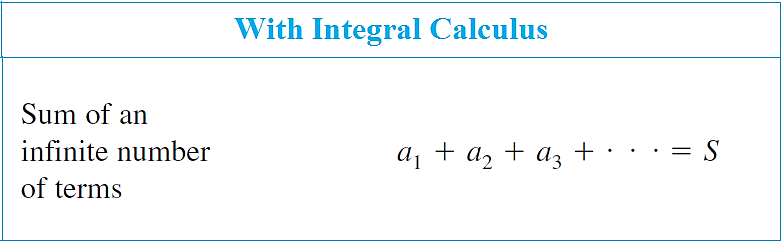 With Integral Calculus
Sum of an
infinite number
of terms
a₁ + a₂ + a₃ + · · · = S